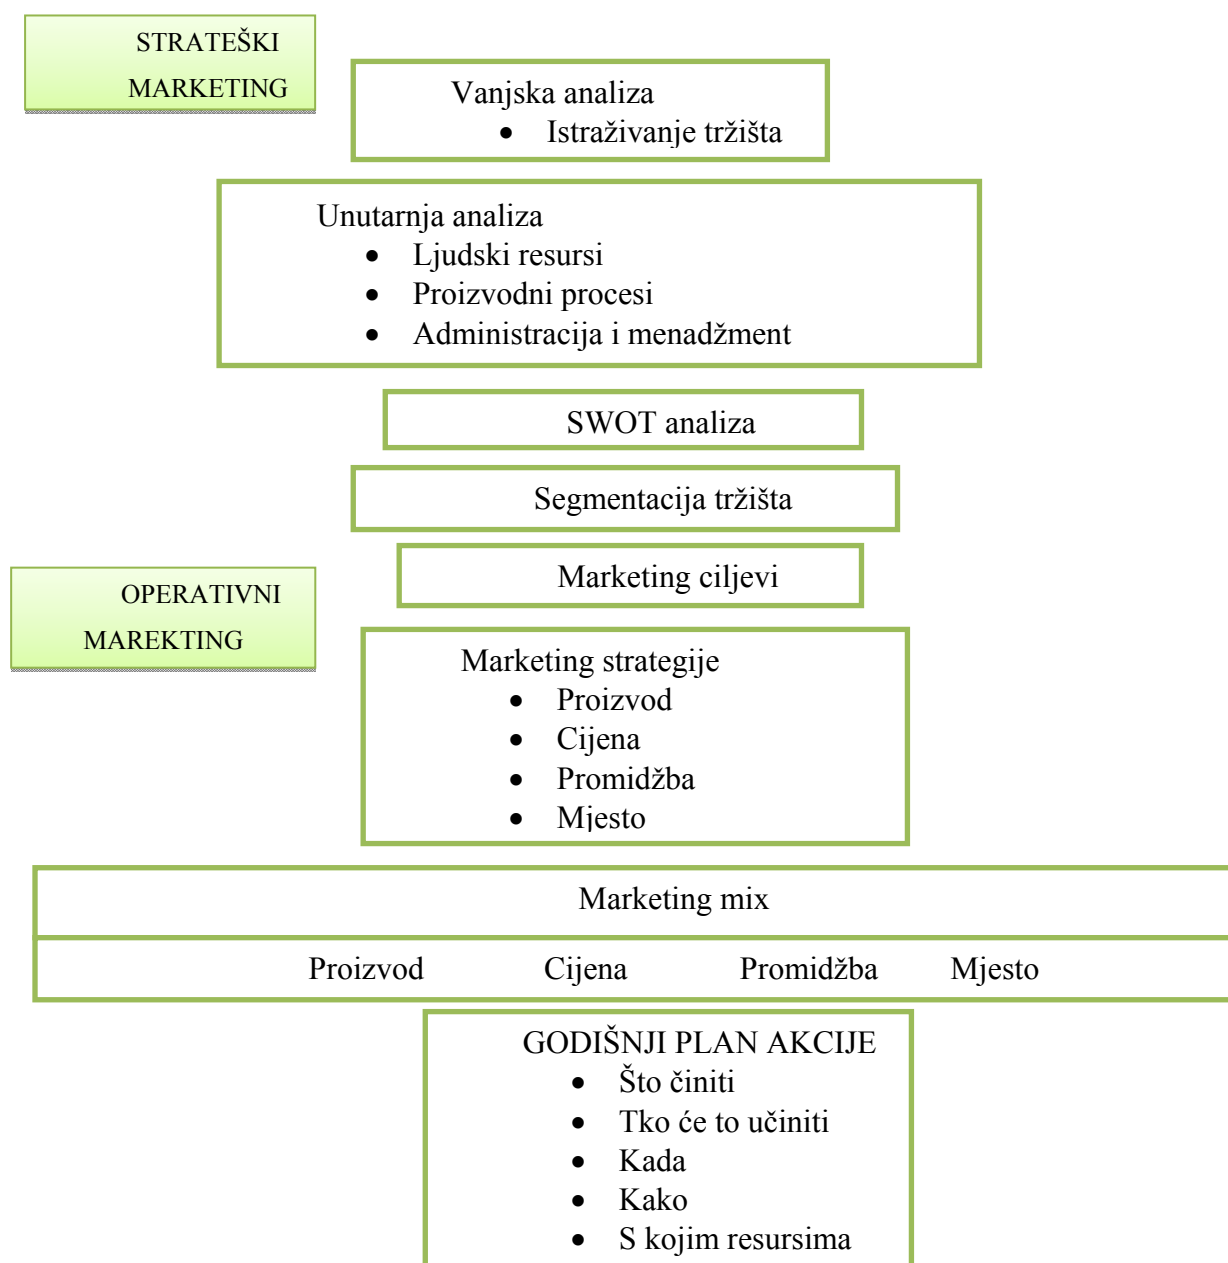 STRATEŠKI
MARKETING
Vanjska analiza
• Istraživanje tržišta
Unutarnja analiza
• Ljudski resursi
• Proizvodni procesi
• Administracija i menadžment
SWOT analiza
Segmentacija tržišta
Marketing ciljevi
OPERATIVNI
MAREKTING
Marketing strategije
• Proizvod
• Cijena
• Promidžba
• Mjesto
Marketing mix
Proizvod Cijena Promidžba Mjesto
GODIŠNJI PLAN AKCIJE
• Što činiti
• Tko će to učiniti
• Kada
• Kako
• S kojim resursima